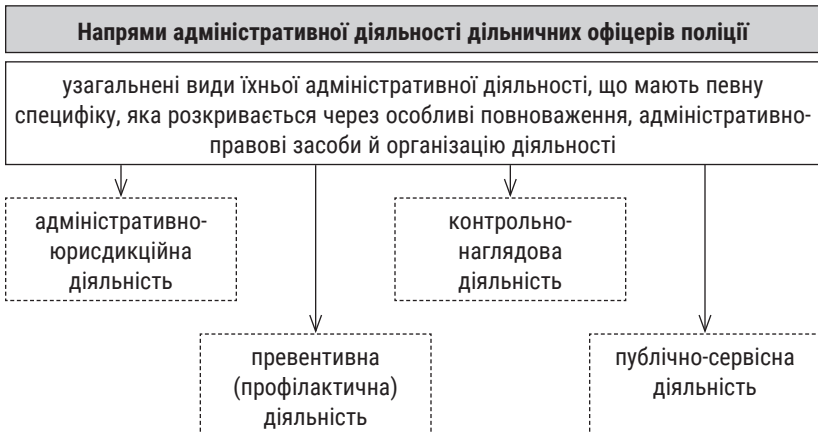 Напрями адміністративної діяльності дільничних офіцерів поліції
узагальнені види їхньої адміністративної діяльності, що мають певну
специфіку, яка розкривається через особливі повноваження, адміністративно-
правові засоби й організацію діяльності
адміністративно-
юрисдикційна
діяльність
контрольно-
наглядова
діяльність
превентивна
(профілактична)
діяльність
публічно-сервісна
діяльність